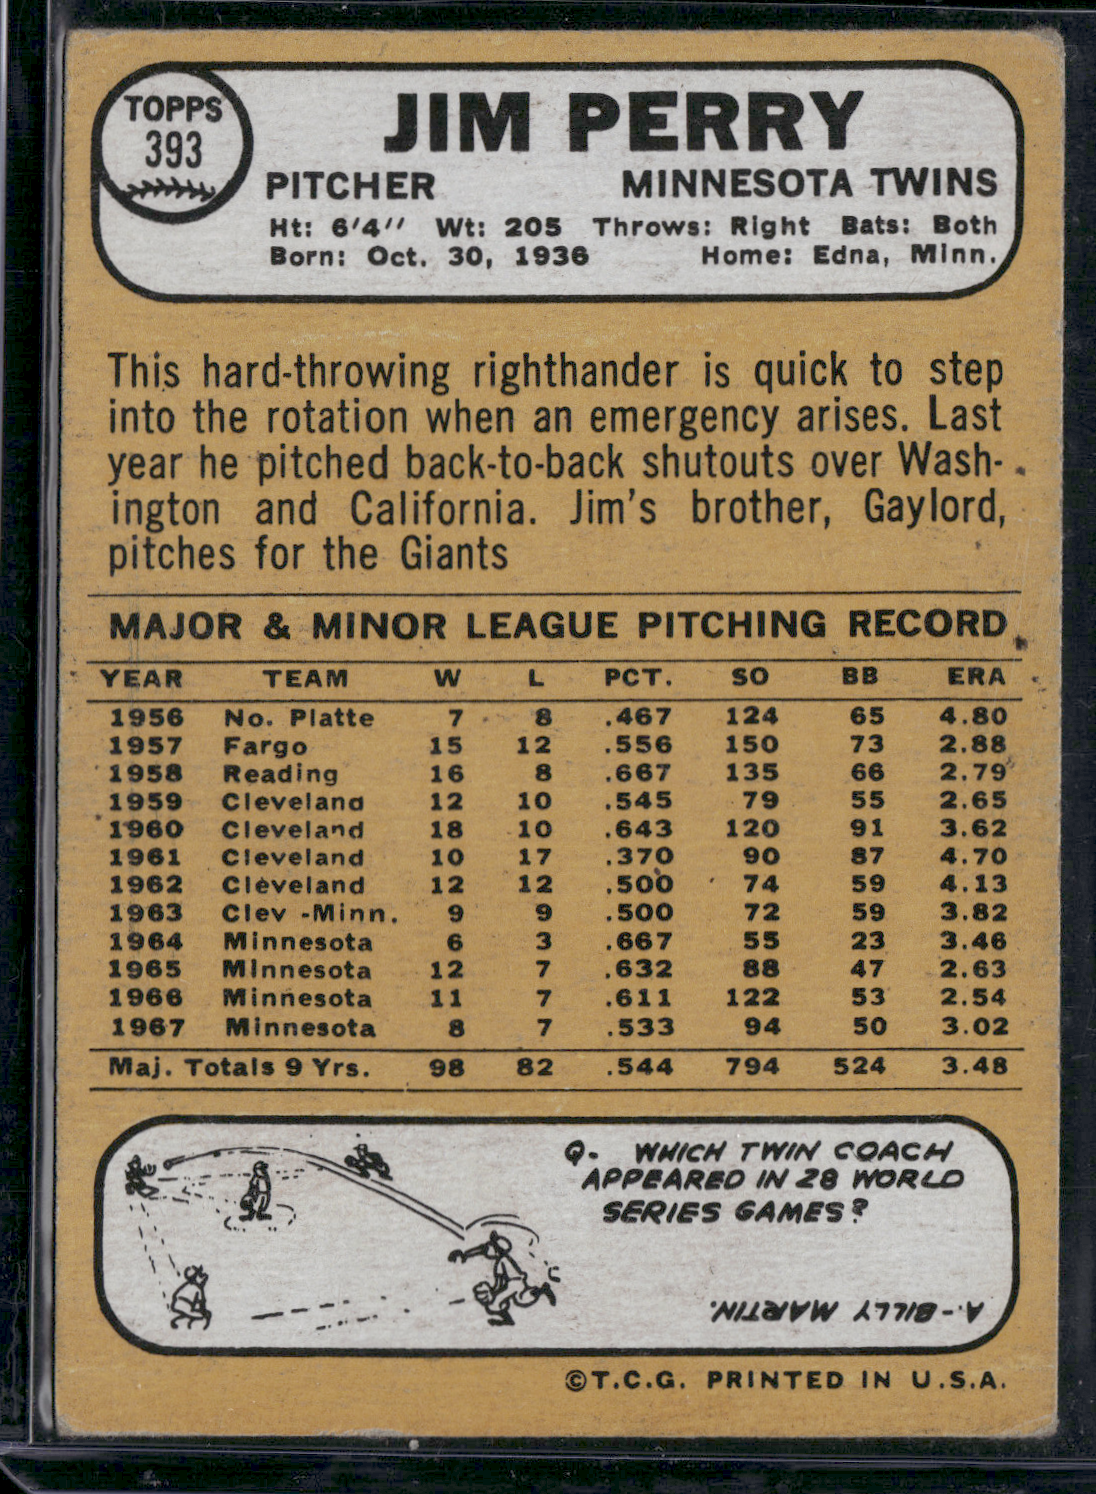 TOPPS
393
JIM PERRY
PITCHER MINNESOTA TWINS
Ht: 6'4" Wt: 205 Throws: Right Bats: Both
Born: Oct. 30, 1936 Home: Edna, Minn.
This hard-throwing righthander is quick to step
into the rotation when an emergency arises. Last
year he pitched back-to-back shutouts over Wash-
ington and California. Jim's brother, Gaylord,
pitches for the Giants
MAJOR & MINOR LEAGUE PITCHING RECORD
YEAR TEAM W L PCT. SO BB ERA
1956 No. Platte 7 8 .467 124 65 4.80
1957 Fargo 15 12 .556 150 73 2.88
1958 Reading 16 8 .667 135 66 2.79
1959 Cleveland 12 10 .545 79 55 2.65
1960 Cleveland 18 10 .643 120 91 3.62
1961 Cleveland 10 17 .370 90 87 4.70
1962 Cleveland 12 12 .500 74 59 4.13
1963 Clev -Minn. 9 9 .500 72 59 3.82
1964 Minnesota 6 3 .667 55 23 3.46
1965 Minnesota 12 7 .632 88 47 2.63
1966 Minnesota 11 7 .611 122 53 2.54
1967 Minnesota 8 7 .533 94 50 3.02
Maj. Totals 9 Yrs. 98 82 .544 794 524 3.48
Q- WHICH TWIN COACH
APPEARED IN 28 WORLD
SERIES GAMES?
A-BILLY MARTIN.
©T.C.G. PRINTED IN U.S.A.